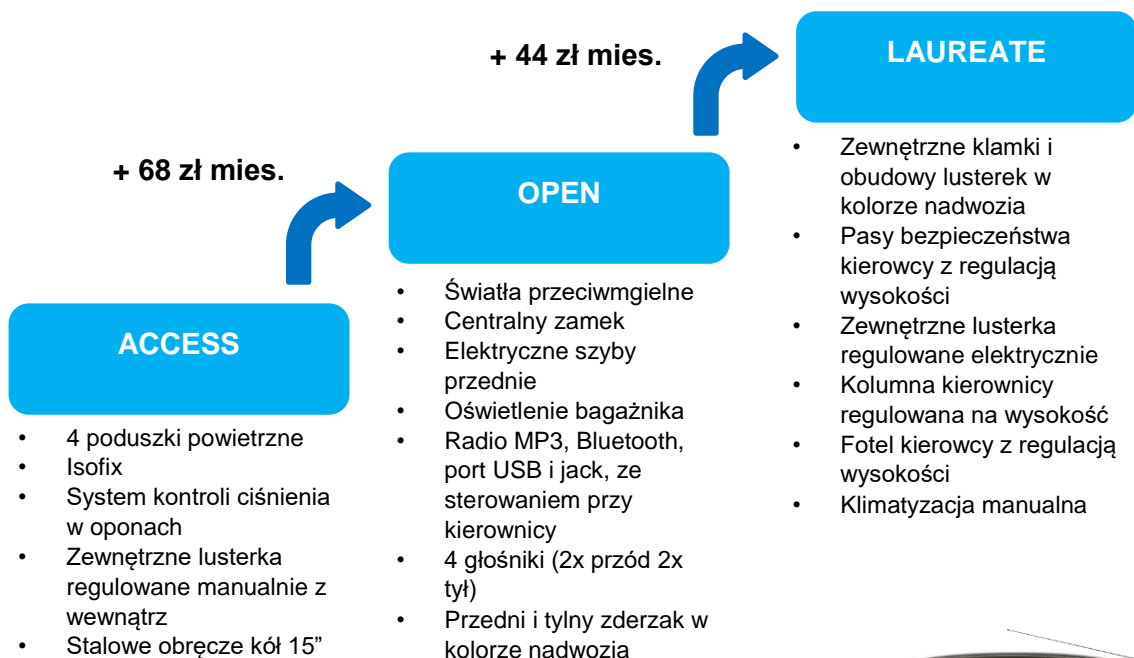 + 68 zł mies.
ACCESS
• 4 poduszki powietrzne
• Isofix
• System kontroli ciśnienia
w oponach
• Zewnętrzne lusterka
regulowane manualnie z
wewnątrz
• Stalowe obręcze kół 15”
+ 44 zł mies.
OPEN
• Światła przeciwmgielne
• Centralny zamek
• Elektryczne szyby
przednie
• Oświetlenie bagażnika
• Radio MP3, Bluetooth,
port USB i jack, ze
sterowaniem przy
kierownicy
• 4 głośniki (2x przód 2x
tył)
• Przedni i tylny zderzak w
kolorze nadwozia
LAUREATE
• Zewnętrzne klamki i
obudowy lusterek w
kolorze nadwozia
• Pasy bezpieczeństwa
kierowcy z regulacją
wysokości
• Zewnętrzne lusterka
regulowane elektrycznie
• Kolumna kierownicy
regulowana na wysokość
• Fotel kierowcy z regulacją
wysokości
• Klimatyzacja manualna